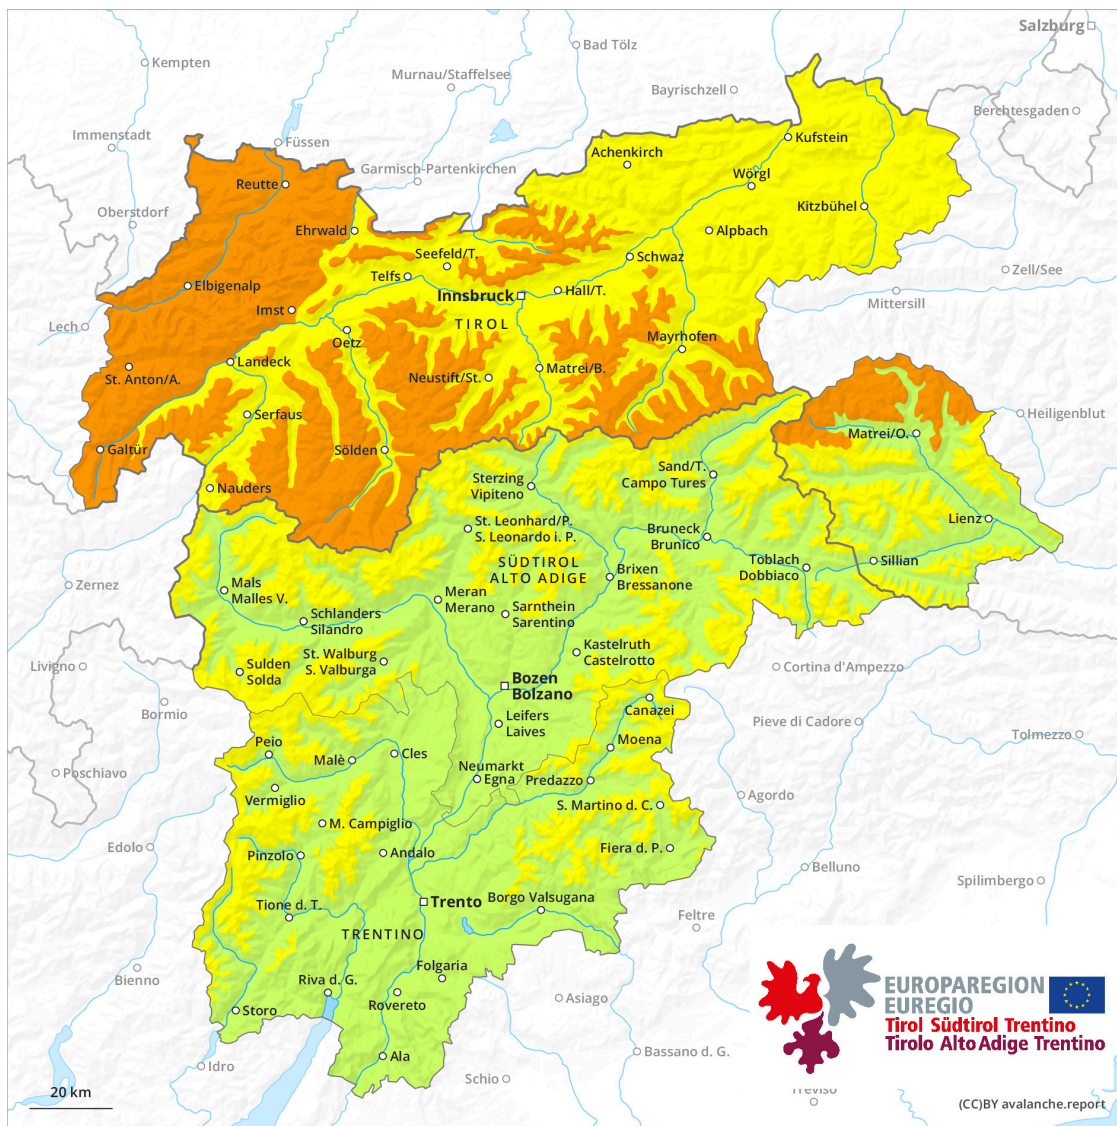 Salzburg
Bad Tölz
Kempten
Murnau/Staffelsee
Bayrischzell
Berchtesgaden
Immenstadt
Füssen
Kufstein
Achenkirch
Garmisch-Partenkirchen
Wörgl
Reutte
Oberstdorf
Kitzbühel
Ehrwald
Alpbach
Seefeld/T.
Schwaz
Zell/See
Telfs
Elbigenalp
Innsbruck
Hall/T.
Mittersill
Imst
Lech
TIROL
Oetz
Mayrhofen
Landeck
St. Anton/A.
Neustift/St.
Matrei/B.
Serfaus
Heiligenblut
Matrei/O.
Galtür
Sölden
Nauders
Sterzing
Vipiteno
Sand/T.
Campo Tures
Lienz
St. Leonhard/P.
S. Leonardo i. P.
Bruneck
Brunico
SÜDTIROL
ALTO ADIGE
Toblach
Dobbiaco
Sillian
Zernez
Mals
Malles V.
Brixen
Bressanone
Meran
Merano
Schlanders
Silandro
Sarnthein
Sarentino
Kastelruth
Castelrotto
Livigno
St. Walburg
S. Valburga
Sulden
Solda
Cortina d'Ampezzo
Bozen
Bolzano
Canazei
Bormio
Leifers
Laives
Pieve di Cadore
Tolmezzo
Peio
Moena
Malè
Cles
Poschiavo
Neumarkt
Egna
Predazzo
Vermiglio
Agordo
S. Martino d. C.
M. Campiglio
Edolo
Pinzolo
Andalo
Fiera d. P.
Belluno
Spilimbergo
Tione d. T.
Trento
Borgo Valsugana
Feltre
TRENTINO
Bienno
Folgaria
Riva d. G.
Rovereto
Asiago
Storo
EUROPAREGION
EUREGIO
Tirol Südtirol Trentino
Tirolo Alto Adige Trentino
Ala
Idro
Bassano d. G.
Schio
20 km
Treviso
(CC)BY avalanche.report